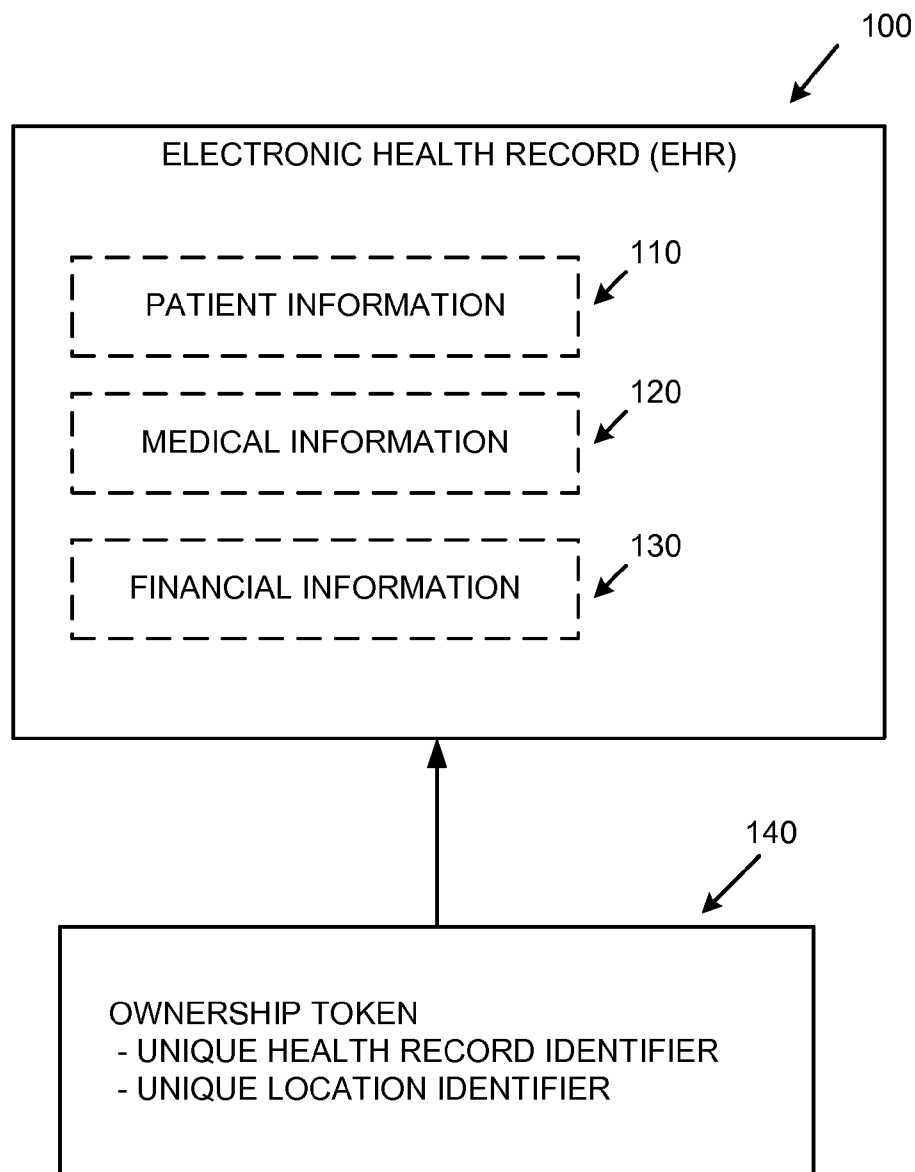 100
ELECTRONIC HEALTH RECORD (EHR)
110
PATIENT INFORMATION
120
MEDICAL INFORMATION
130
FINANCIAL INFORMATION
140
OWNERSHIP TOKEN
- UNIQUE HEALTH RECORD IDENTIFIER
- UNIQUE LOCATION IDENTIFIER